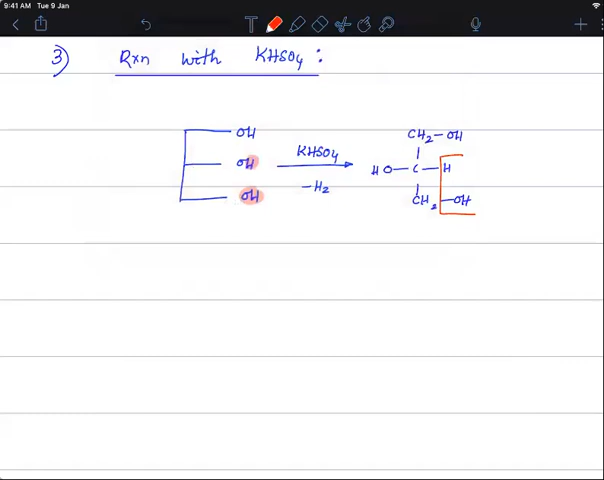 9:41 AM Tue 9 Jan
T
3) Rxn with KHSO4 :
OH
OH
OH
KHSO4
-H2
CH2-OH
HO-C-H
CH2-OH